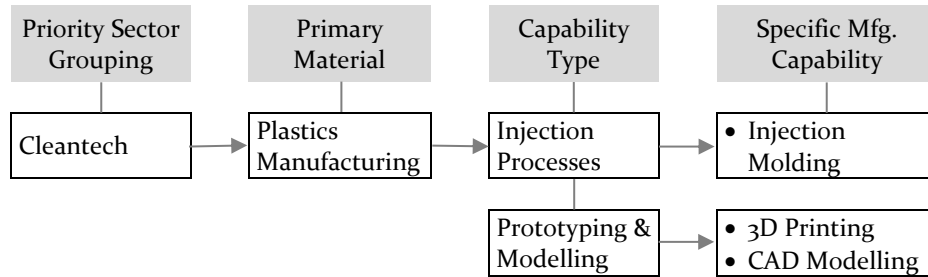 Priority Sector
Grouping
Primary
Material
Capability
Type
Specific Mfg.
Capability
Cleantech
Plastics
Manufacturing
Injection
Processes
• Injection
Molding
Prototyping &
Modelling
• 3D Printing
• CAD Modelling